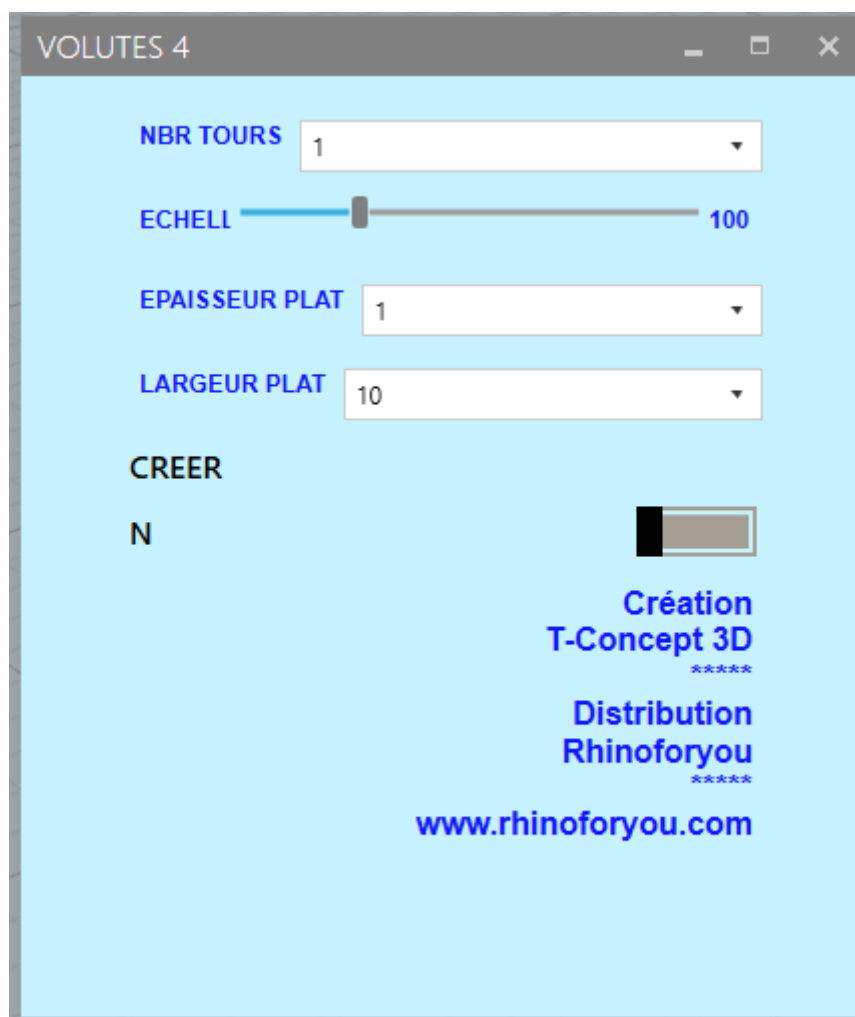 VOLUTES 4
NBR TOURS 1
ECHELL 100
EPAISSEUR PLAT 1
LARGEUR PLAT 10
CREER
N
Création
T-Concept 3D
*****
Distribution
Rhinoforyou
*****
www.rhinoforyou.com